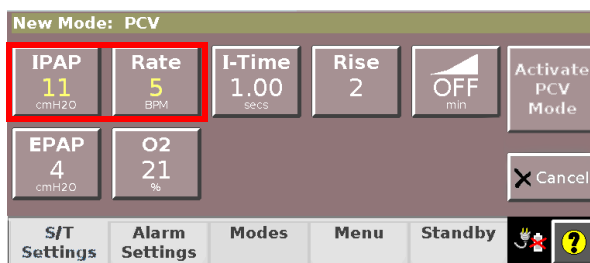 New Mode: PCV
IPAP
11
cmH2O
Rate
5
BPM
I-Time
1.00
secs
Rise
2
OFF
min
Activate
PCV
Mode
EPAP
4
cmH2O
O2
21
%
Cancel
S/T
Settings
Alarm
Settings
Modes
Menu
Standby
?